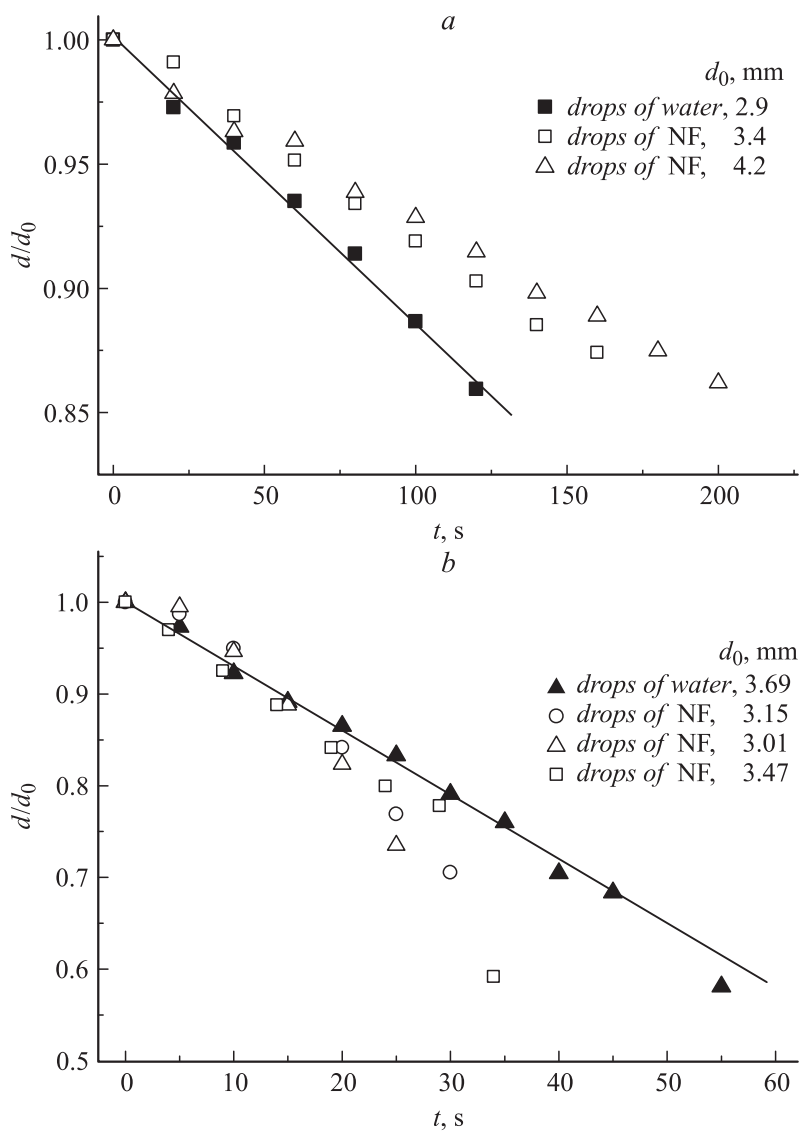 a
d0, mm
drops of water, 2.9
drops of NF, 3.4
drops of NF, 4.2
1.00
0.95
0.90
0.85
d/d0
0 50 100 150 200
t, s
b
d0, mm
drops of water, 3.69
drops of NF, 3.15
drops of NF, 3.01
drops of NF, 3.47
1.0
0.9
0.8
0.7
0.6
0.5
d/d0
0 10 20 30 40 50 60
t, s